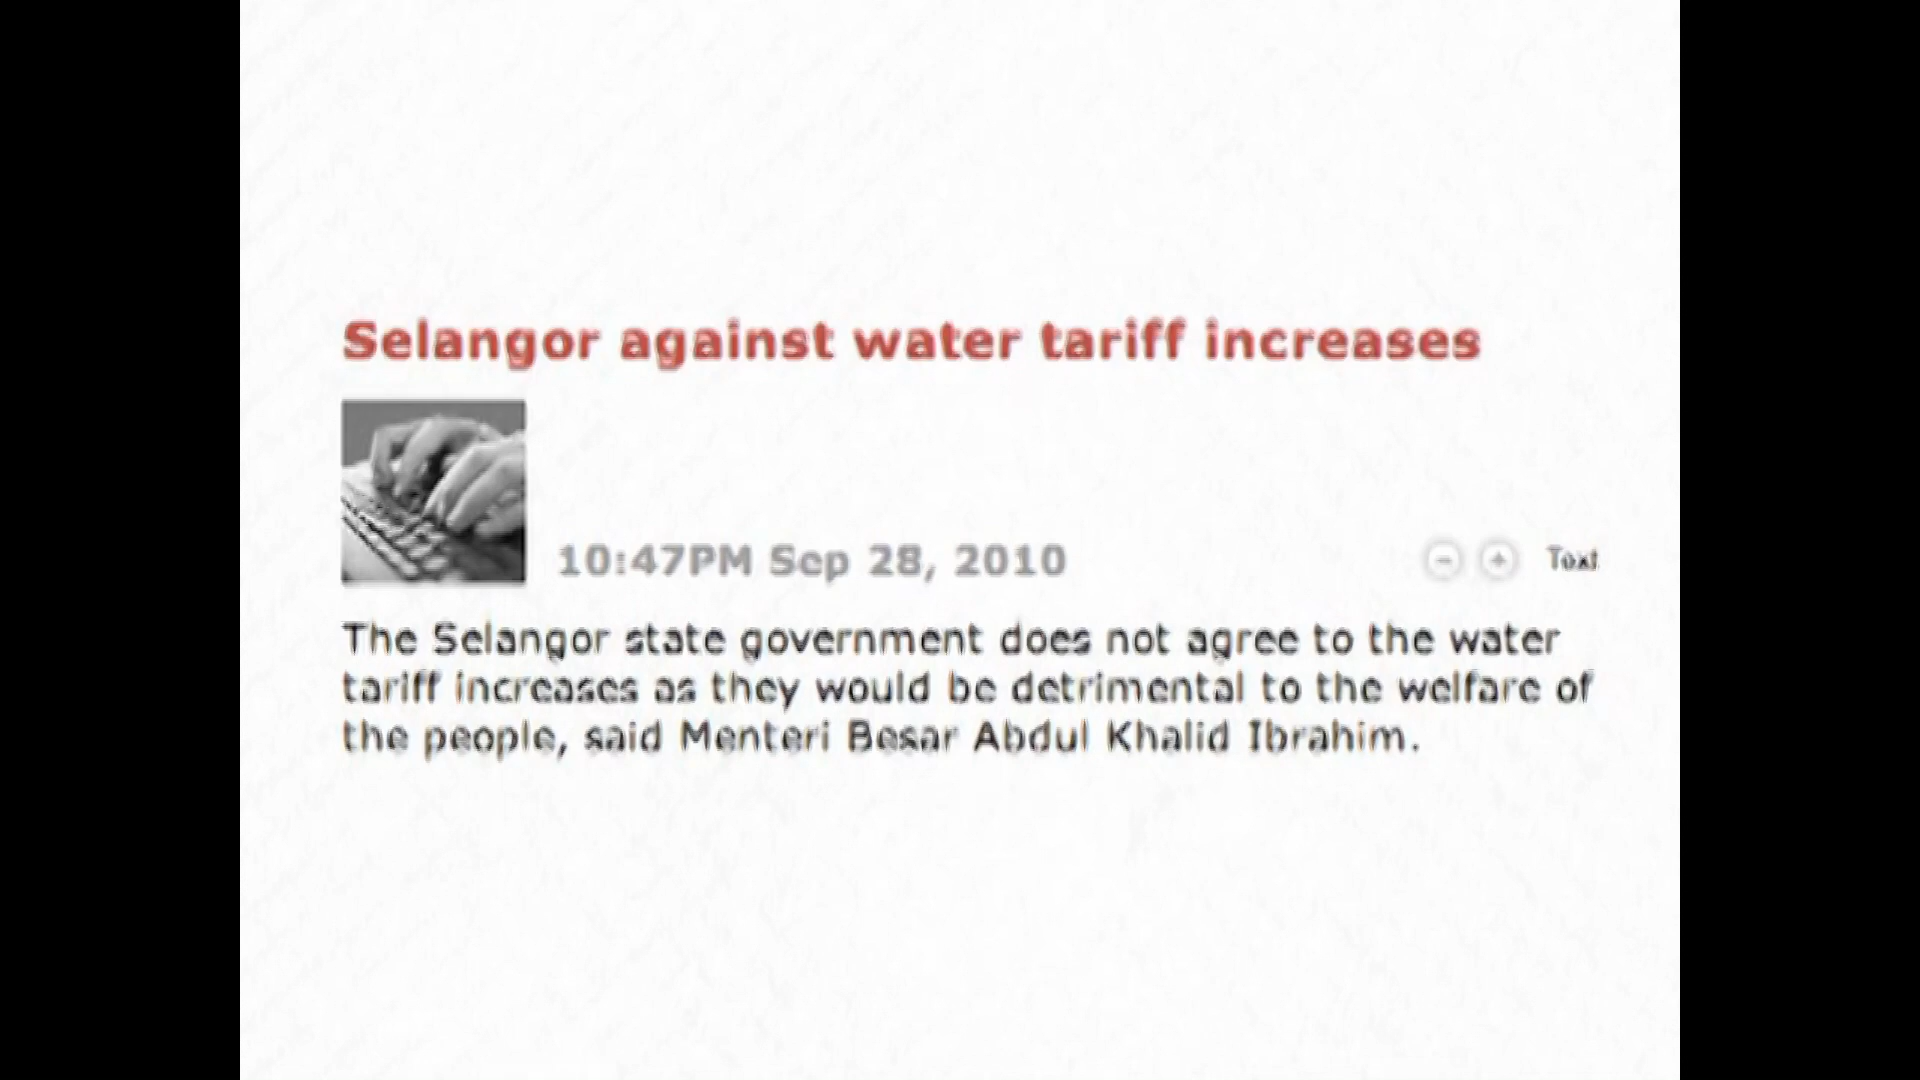 Selangor against water tariff increases
10:47PM Sep 28, 2010
Text
The Selangor state government does not agree to the water
tariff increases as they would be detrimental to the welfare of
the people, said Menteri Besar Abdul Khalid Ibrahim.